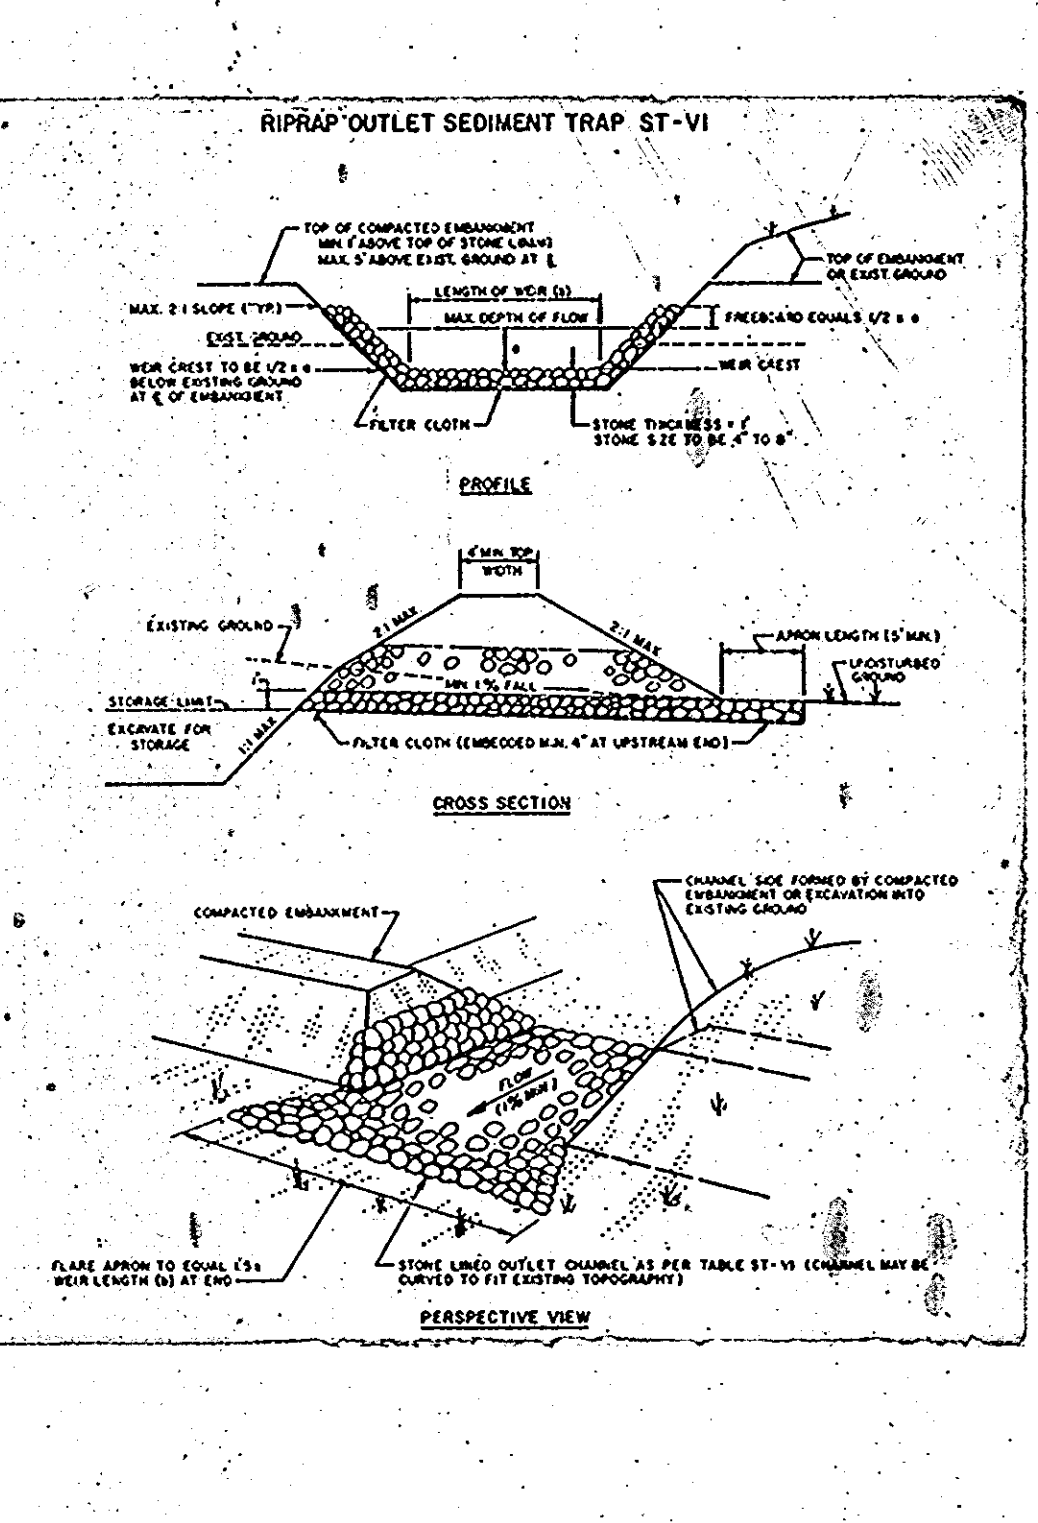 RIPRAP OUTLET SEDIMENT TRAP ST-VI
TOP OF COMPACTED EMBANKMENT
MIN. 1' ABOVE TOP OF STONE LINING
MAX. 5' ABOVE EXIST. GROUND AT ℄
LENGTH OF WEIR (b)
MAX. DEPTH OF FLOW
TOP OF EMBANKMENT
OR EXIST. GROUND
MAX. 2:1 SLOPE (TYP.)
FREEBOARD EQUALS 1/2 x
EXIST. GROUND
WEIR CREST TO BE 1/2 x
BELOW EXISTING GROUND
AT ℄ OF EMBANKMENT
WEIR CREST
FILTER CLOTH
STONE THICKNESS = 1'
STONE SIZE TO BE 4" TO 8"
PROFILE
4' MIN. TOP
WIDTH
EXISTING GROUND
2:1 MAX.
2:1 MAX.
APRON LENGTH (5' MIN.)
UNDISTURBED
GROUND
MIN. 1% FALL
STORAGE LIMIT
EXCAVATE FOR
STORAGE
1:1 MAX
FILTER CLOTH (EMBEDDED MIN. 4" AT UPSTREAM END)
CROSS SECTION
CHANNEL SIDE FORMED BY COMPACTED
EMBANKMENT OR EXCAVATION INTO
EXISTING GROUND
COMPACTED EMBANKMENT
FLOW
(1% MIN.)
FLARE APRON TO EQUAL 1.5x
WEIR LENGTH (b) AT END
STONE LINED OUTLET CHANNEL AS PER TABLE ST-VI (CHANNEL MAY BE
CURVED TO FIT EXISTING TOPOGRAPHY)
PERSPECTIVE VIEW